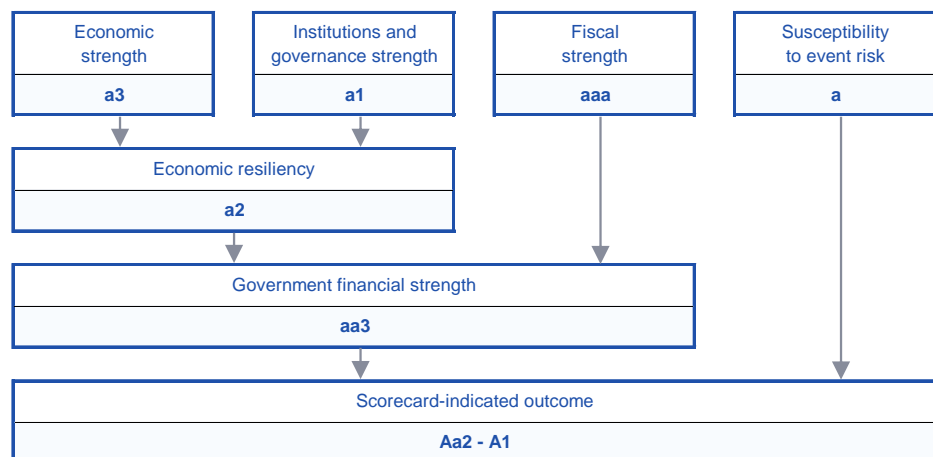 Economic
strength
a3
Institutions and
governance strength
a1
Fiscal
strength
aaa
Susceptibility
to event risk
a
Economic resiliency
a2
Government financial strength
aa3
Scorecard-indicated outcome
Aa2 - A1